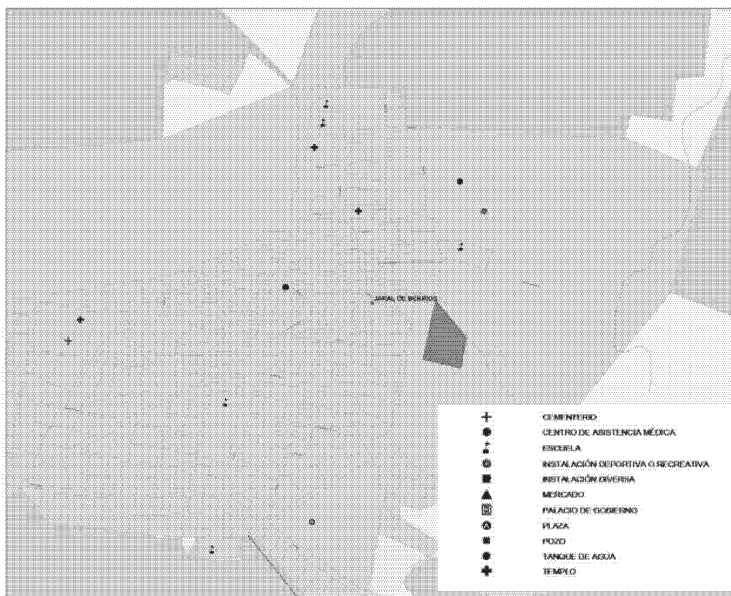 JARAL DE BERRIOS
CEMENTERIO
CENTRO DE ASISTENCIA MÉDICA
ESCUELA
INSTALACIÓN DEPORTIVA O RECREATIVA
INSTALACIÓN DIVERSA
MERCADO
PALACIO DE GOBIERNO
PLAZA
POZO
TANQUE DE AGUA
TEMPLO